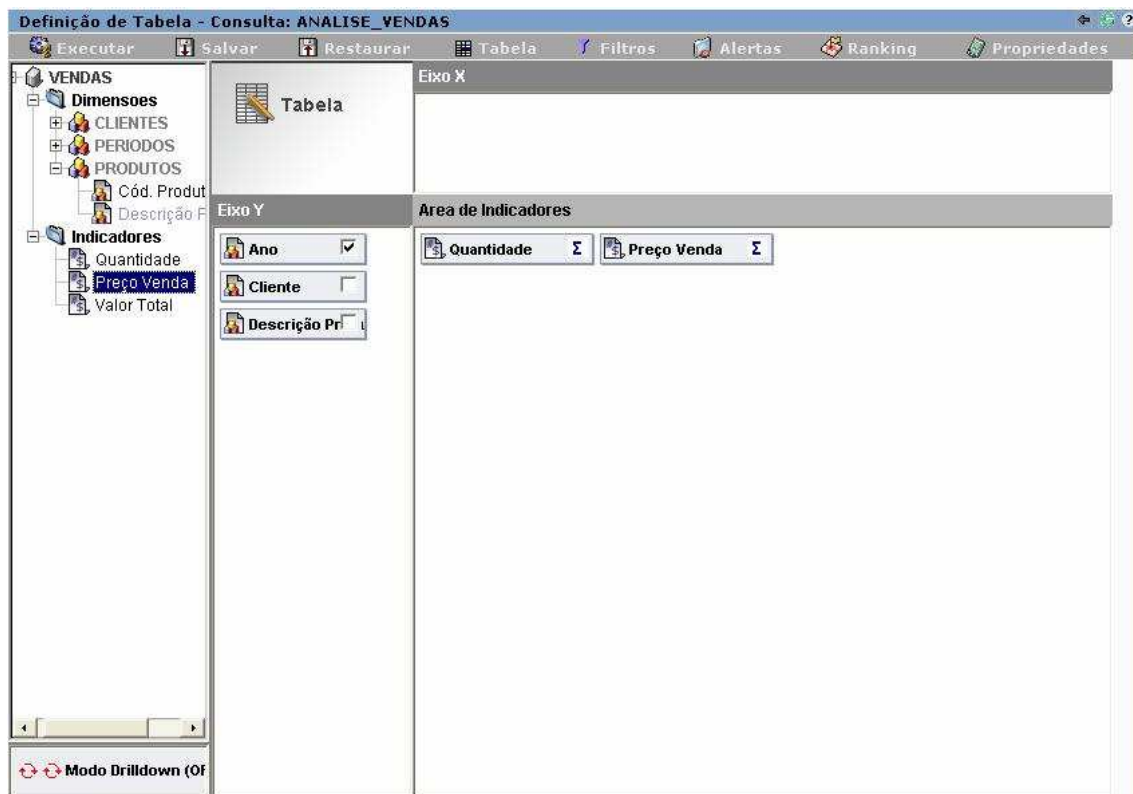 Definição de Tabela - Consulta: ANALISE_VENDAS
Executar Salvar Restaurar Tabela Filtros Alertas Ranking Propriedades
VENDAS
Dimensoes
CLIENTES
PERIODOS
PRODUTOS
Cód. Produt
Descrição F
Indicadores
Quantidade
Preço Venda
Valor Total
Modo Drilldown (OF
Tabela
Eixo X
Eixo Y
Ano
Cliente
Descrição Pr
Area de Indicadores
Quantidade Σ Preço Venda Σ